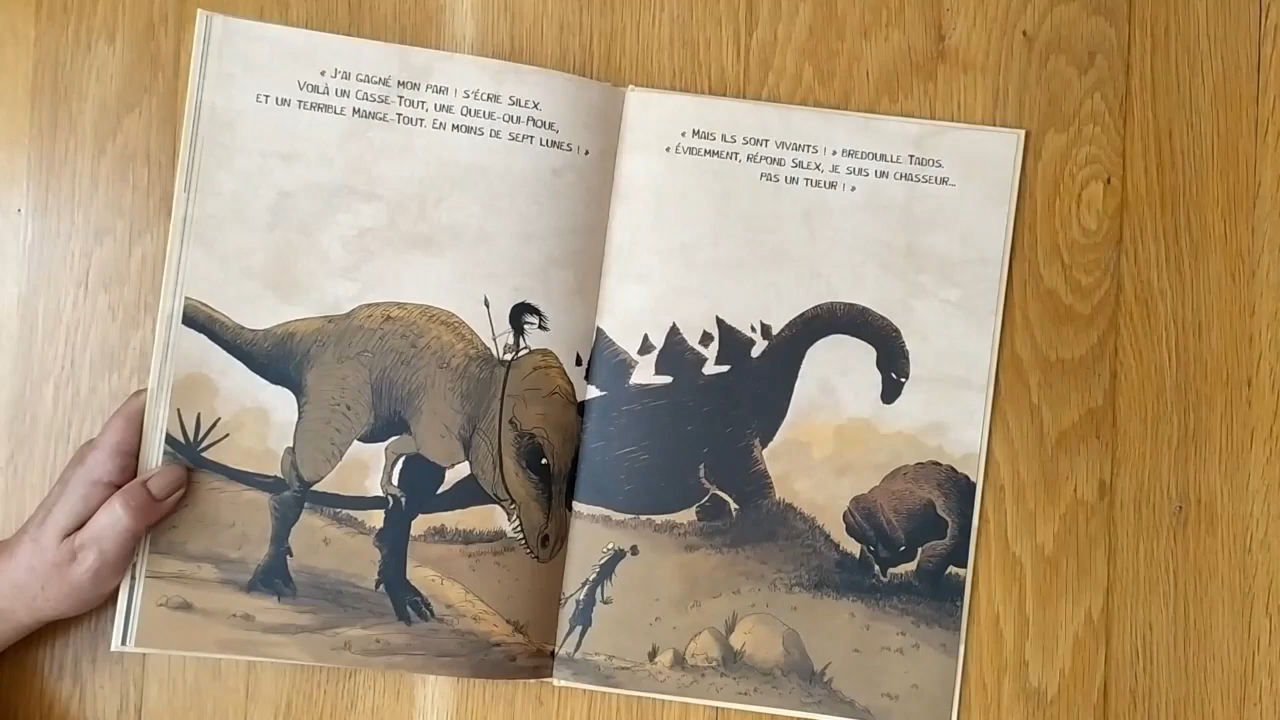 « J'AI GAGNÉ MON PARI ! S'ÉCRIE SILEX.
VOILÀ UN CASSE-TOUT, UNE QUEUE-QUI-PIQUE,
ET UN TERRIBLE MANGE-TOUT. EN MOINS DE SEPT LUNES ! »
« MAIS ILS SONT VIVANTS ! » BREDOUILLE TADOS.
« ÉVIDEMMENT, RÉPOND SILEX, JE SUIS UN CHASSEUR...
PAS UN TUEUR ! »